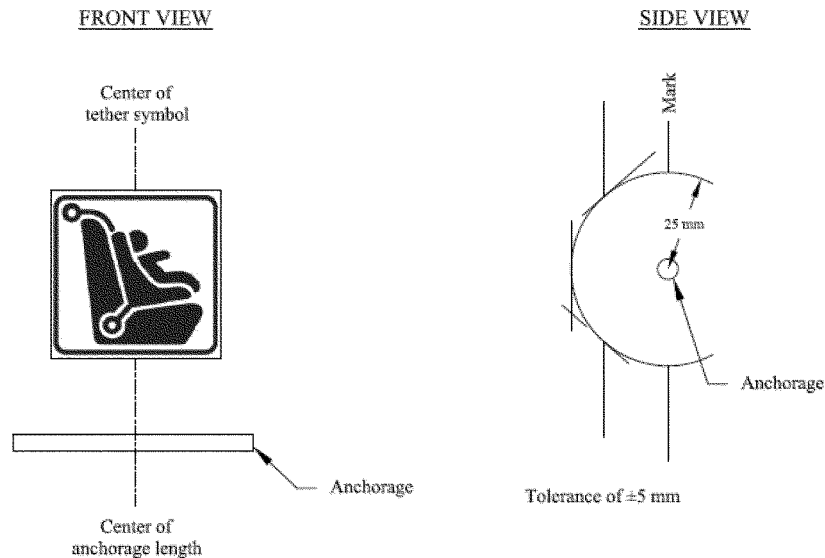 FRONT VIEW
SIDE VIEW
Center of
tether symbol
Mark
25 mm
Anchorage
Anchorage
Tolerance of ±5 mm
Center of
anchorage length